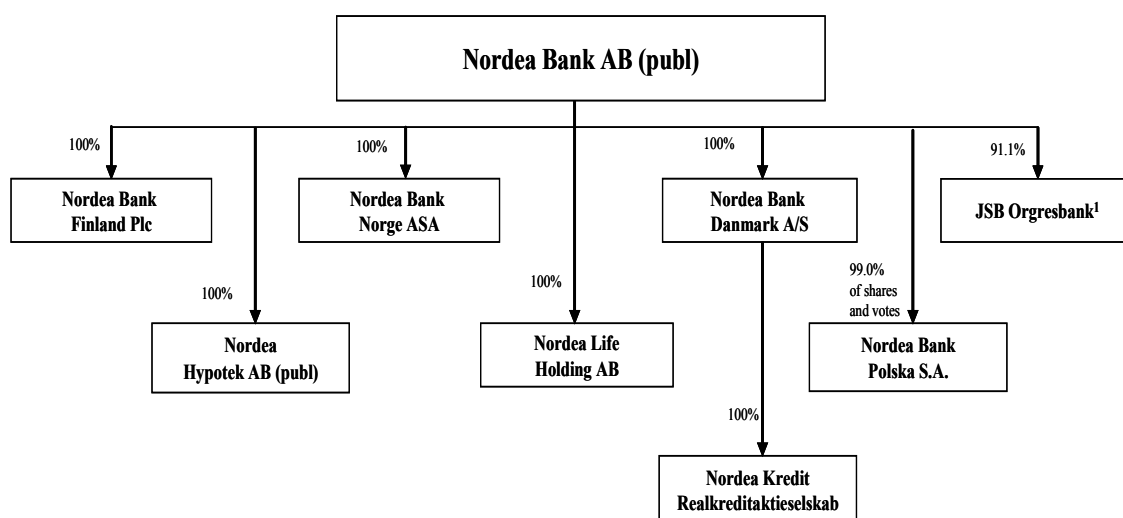 Nordea Bank AB (publ)
100%
100%
100%
91.1%
Nordea Bank
Finland Plc
Nordea Bank
Norge ASA
Nordea Bank
Danmark A/S
JSB Orgresbank¹
100%
100%
99.0%
of shares
and votes
Nordea
Hypotek AB (publ)
Nordea Life
Holding AB
Nordea Bank
Polska S.A.
100%
Nordea Kredit
Realkreditaktieselskab